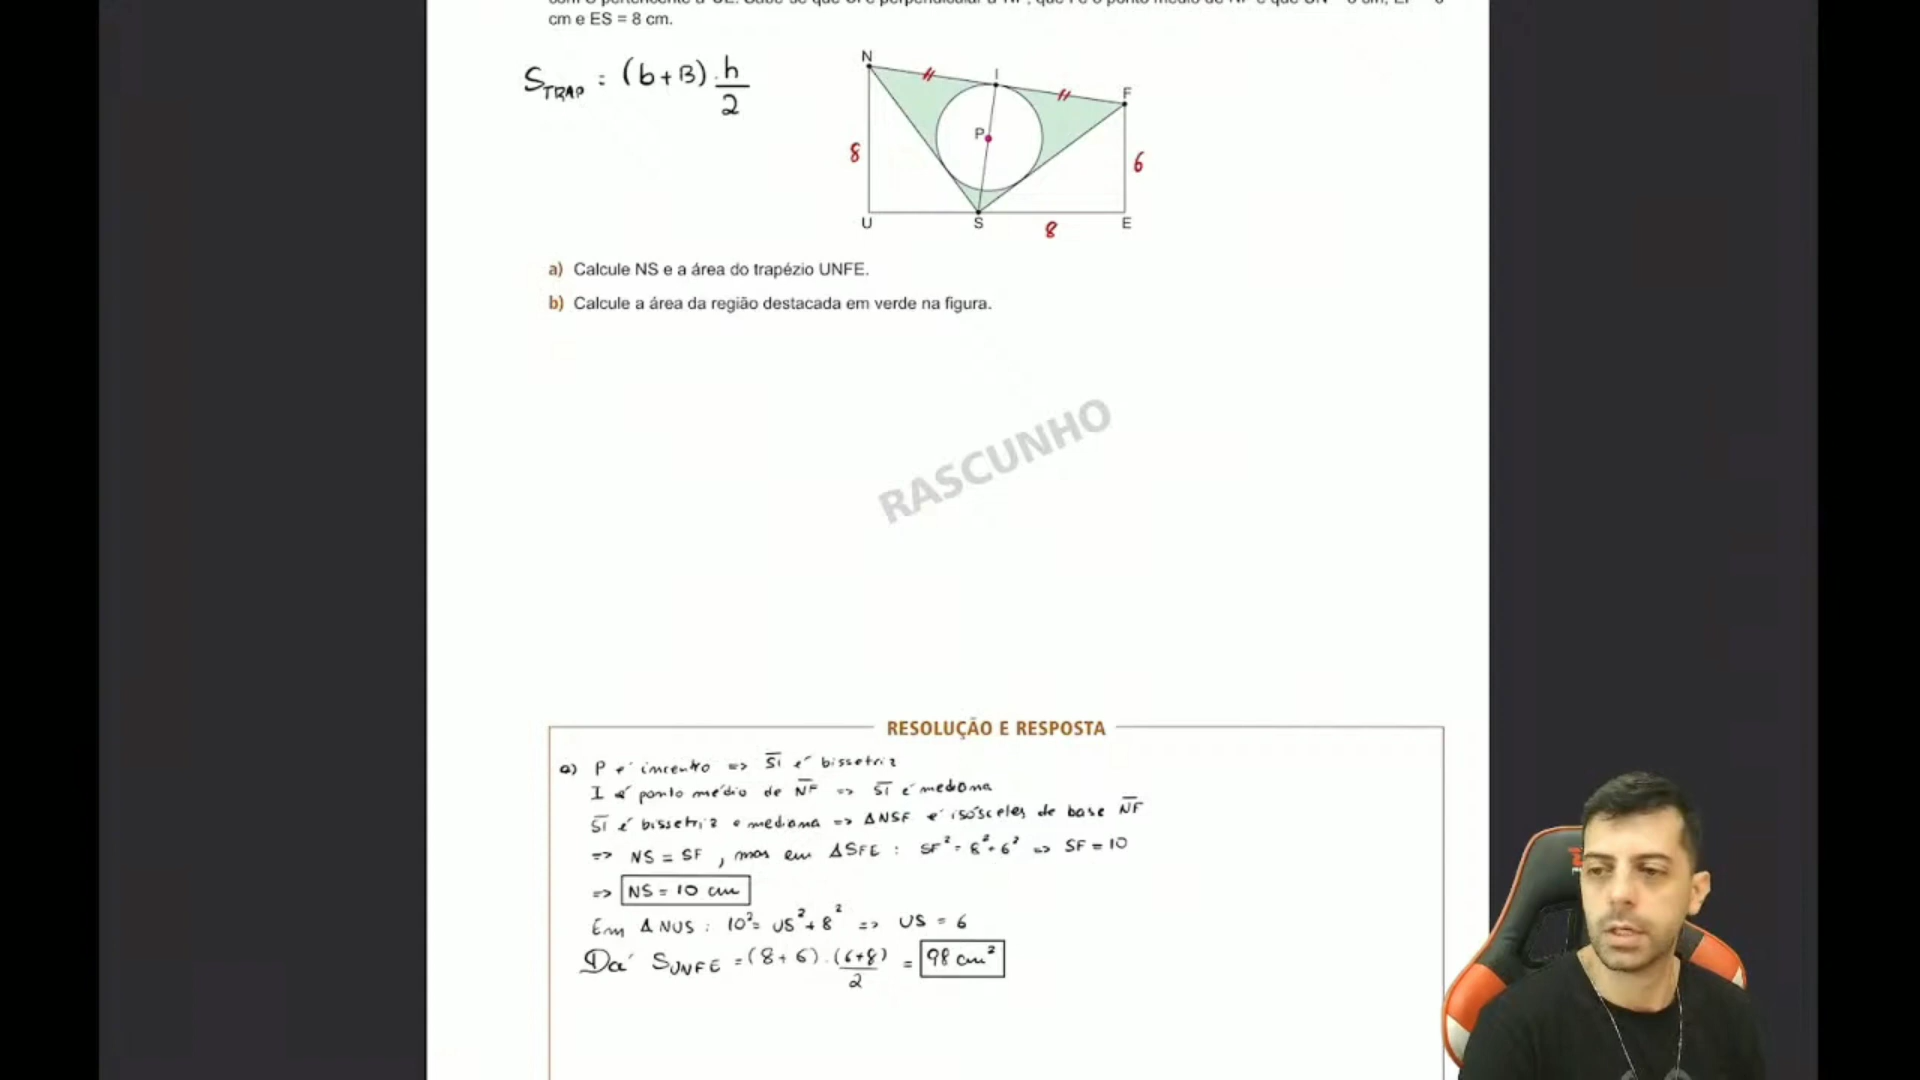 cm e ES = 8 cm.
S TRAP : (b+B).h/2
N
I
F
P
8
6
U
S
8
E
a) Calcule NS e a área do trapézio UNFE.
b) Calcule a área da região destacada em verde na figura.
RASCUNHO
RESOLUÇÃO E RESPOSTA
a) P é incentro => SI é bissetriz
I é ponto médio de NF => SI é mediana
SI é bissetriz e mediana => ΔNSF é isósceles de base NF
=> NS = SF , mas em ΔSFE : SF² = 8²+6² => SF = 10
=> NS = 10 cm
Em ΔNUS : 10² = US² + 8² => US = 6
Daí S UNFE = (8+6).(6+8)/2 = 98 cm²